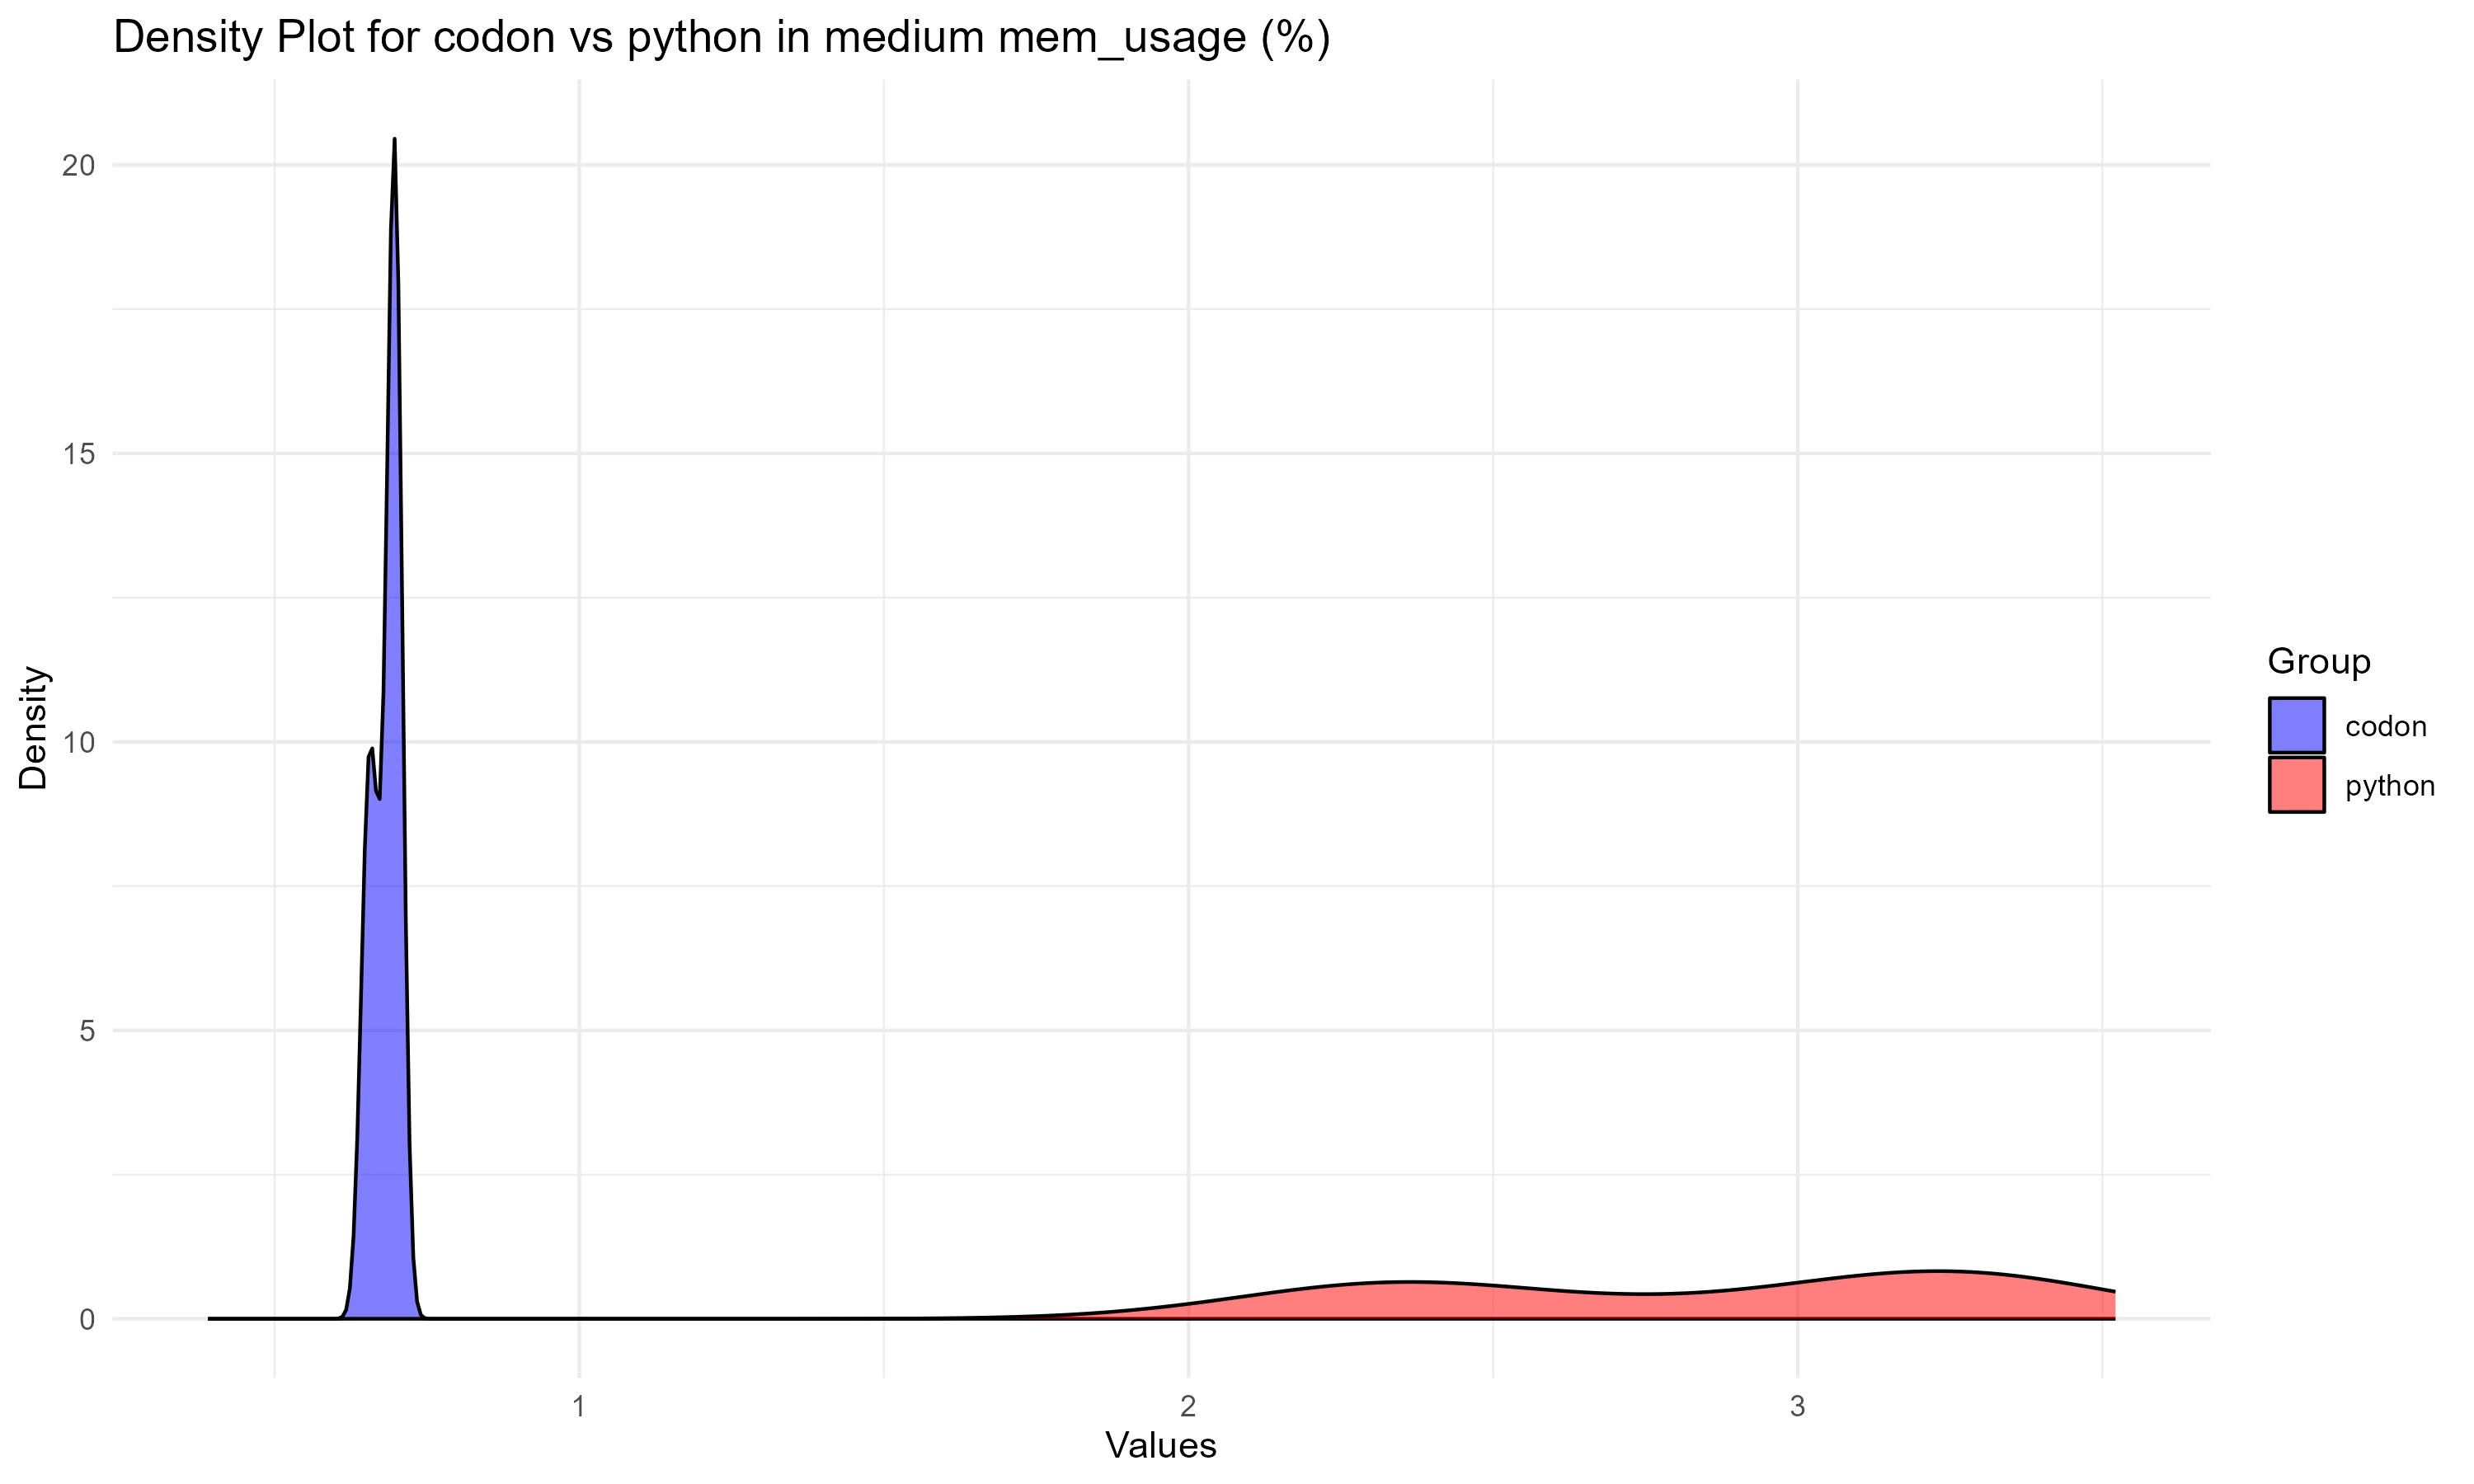 Density Plot for codon vs python in medium mem_usage (%)
20
15
10
5
0
Density
1
2
3
Values
Group
codon
python